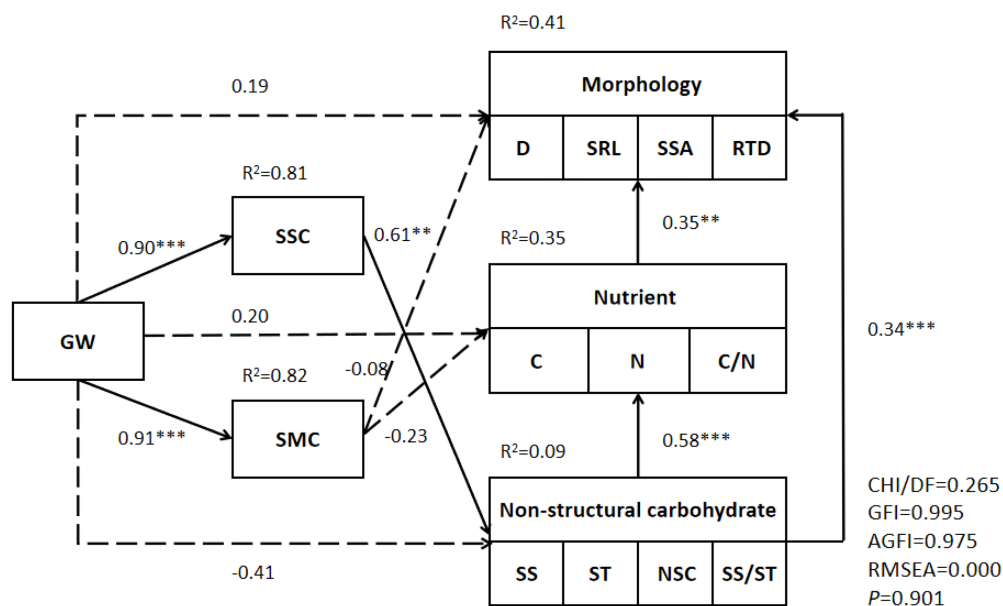 R²=0.41
Morphology
0.19
D SRL SSA RTD
R²=0.81
SSC
0.61**
0.35**
R²=0.35
0.90***
Nutrient
0.20
0.34***
GW
C N C/N
R²=0.82
-0.08
SMC
0.91***
-0.23
0.58***
R²=0.09
Non-structural carbohydrate
SS ST NSC SS/ST
-0.41
CHI/DF=0.265
GFI=0.995
AGFI=0.975
RMSEA=0.000
P=0.901